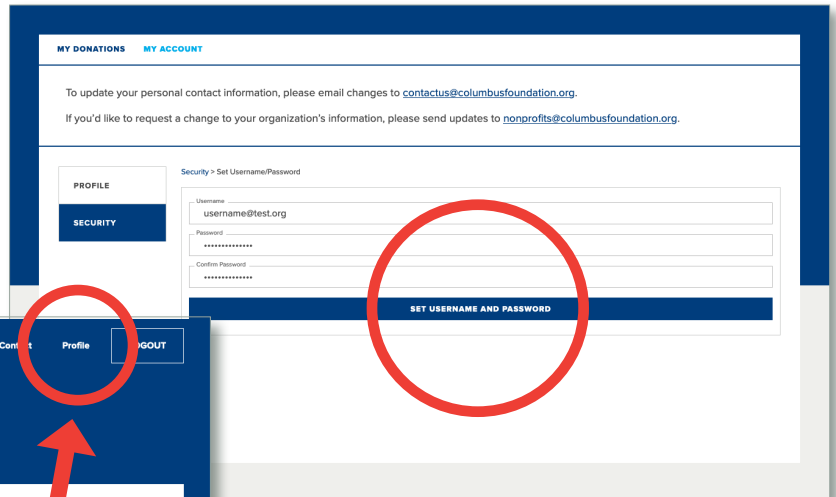 MY DONATIONS MY ACCOUNT
To update your personal contact information, please email changes to contactus@columbusfoundation.org.
If you'd like to request a change to your organization's information, please send updates to nonprofits@columbusfoundation.org.
Security > Set Username/Password
PROFILE
SECURITY
Username
username@test.org
Password
••••••••••••••
Confirm Password
••••••••••••••
SET USERNAME AND PASSWORD
Profile